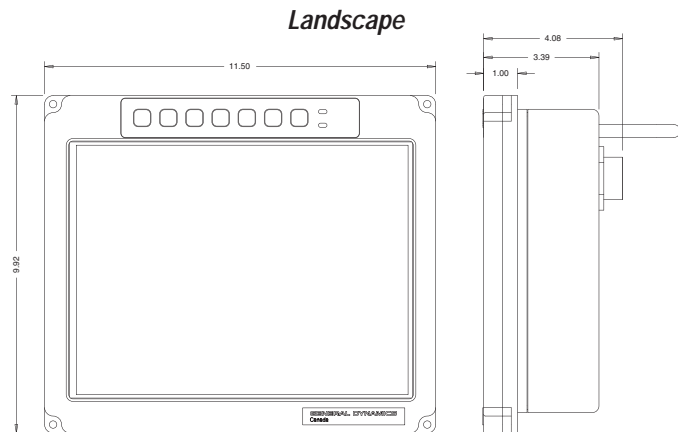 Landscape
4.08
3.39
1.00
11.50
9.92
GENERAL DYNAMICS
Canada